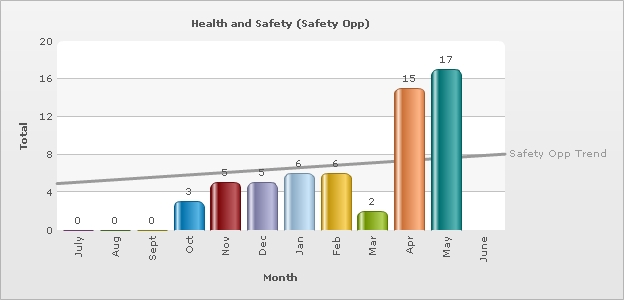 Health and Safety (Safety Opp)
Total
20
16
12
8
4
0
0
0
0
3
5
5
6
6
2
15
17
Safety Opp Trend
July
Aug
Sept
Oct
Nov
Dec
Jan
Feb
Mar
Apr
May
June
Month